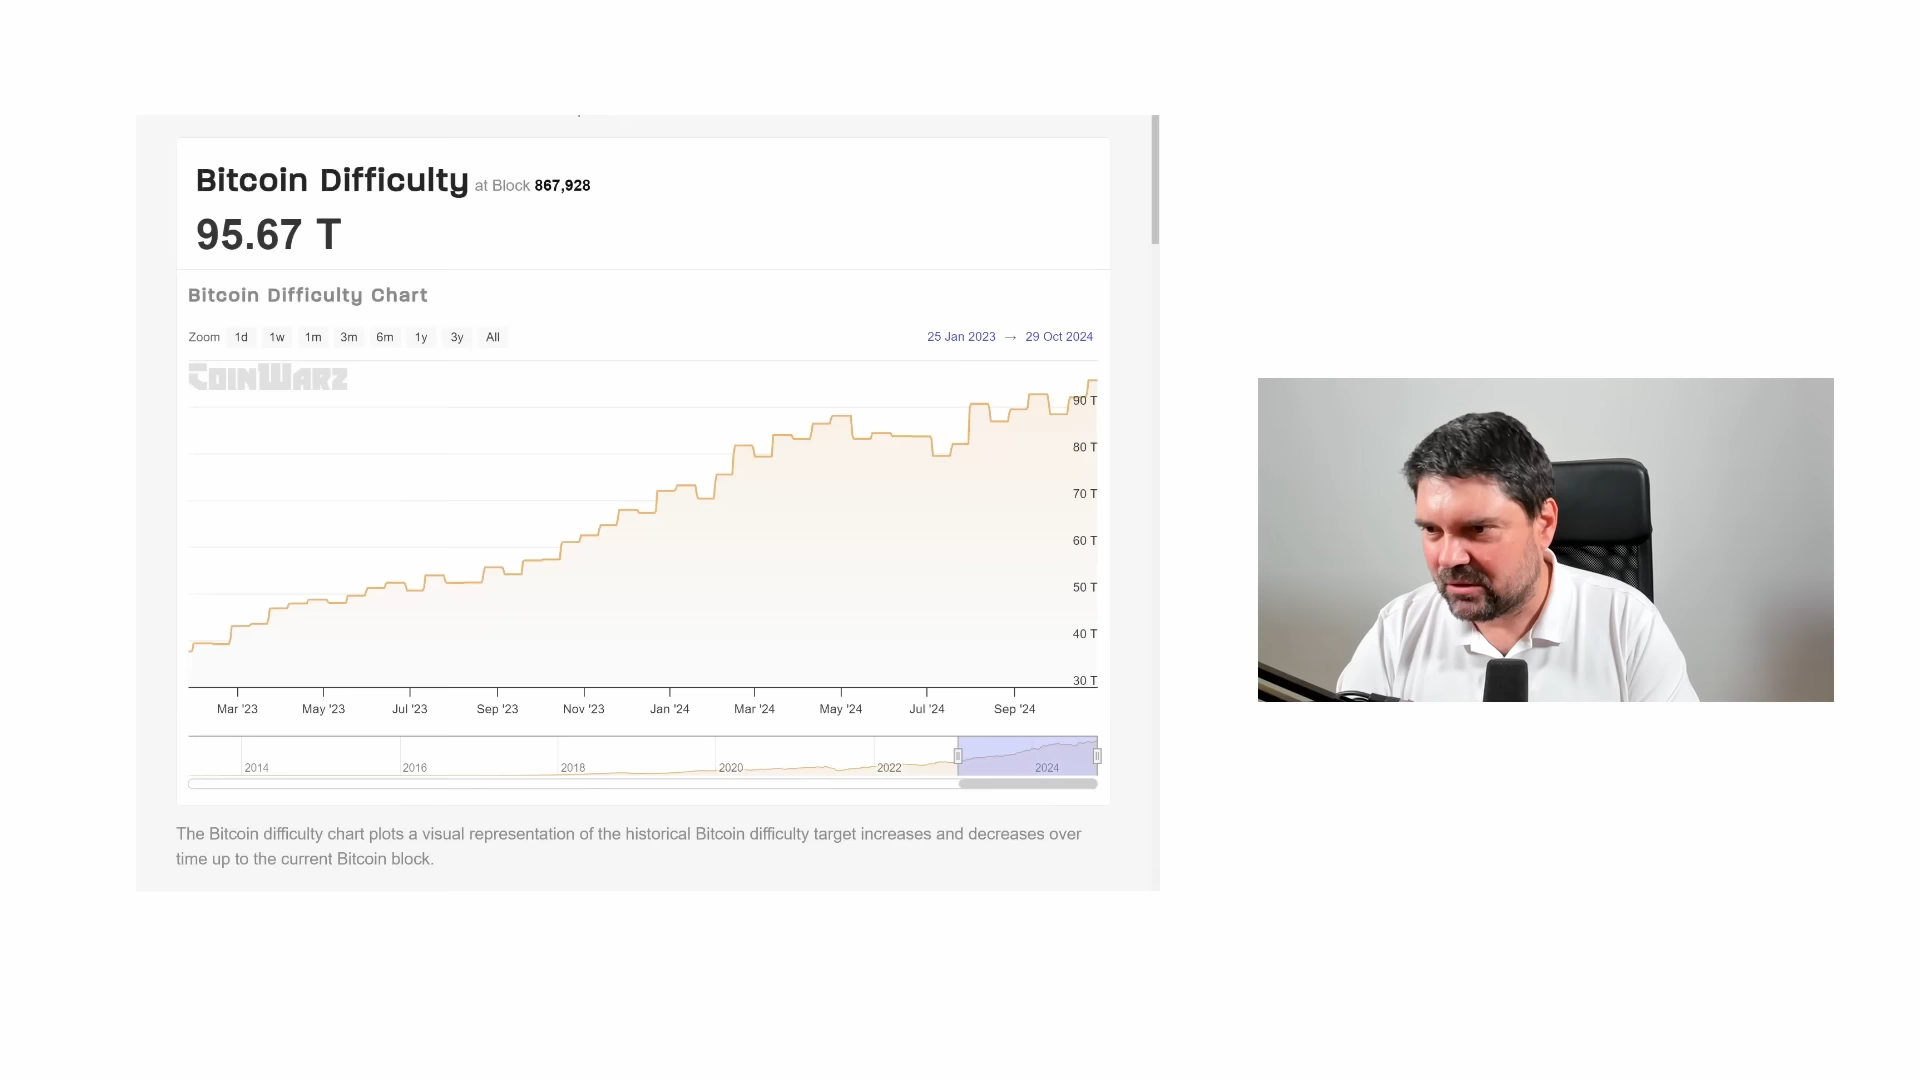 Bitcoin Difficulty at Block 867,928
95.67 T
Bitcoin Difficulty Chart
Zoom 1d 1w 1m 3m 6m 1y 3y All 25 Jan 2023 → 29 Oct 2024
CoinWarz
90 T
80 T
70 T
60 T
50 T
40 T
30 T
Mar '23 May '23 Jul '23 Sep '23 Nov '23 Jan '24 Mar '24 May '24 Jul '24 Sep '24
2014 2016 2018 2020 2022 2024
The Bitcoin difficulty chart plots a visual representation of the historical Bitcoin difficulty target increases and decreases over
time up to the current Bitcoin block.